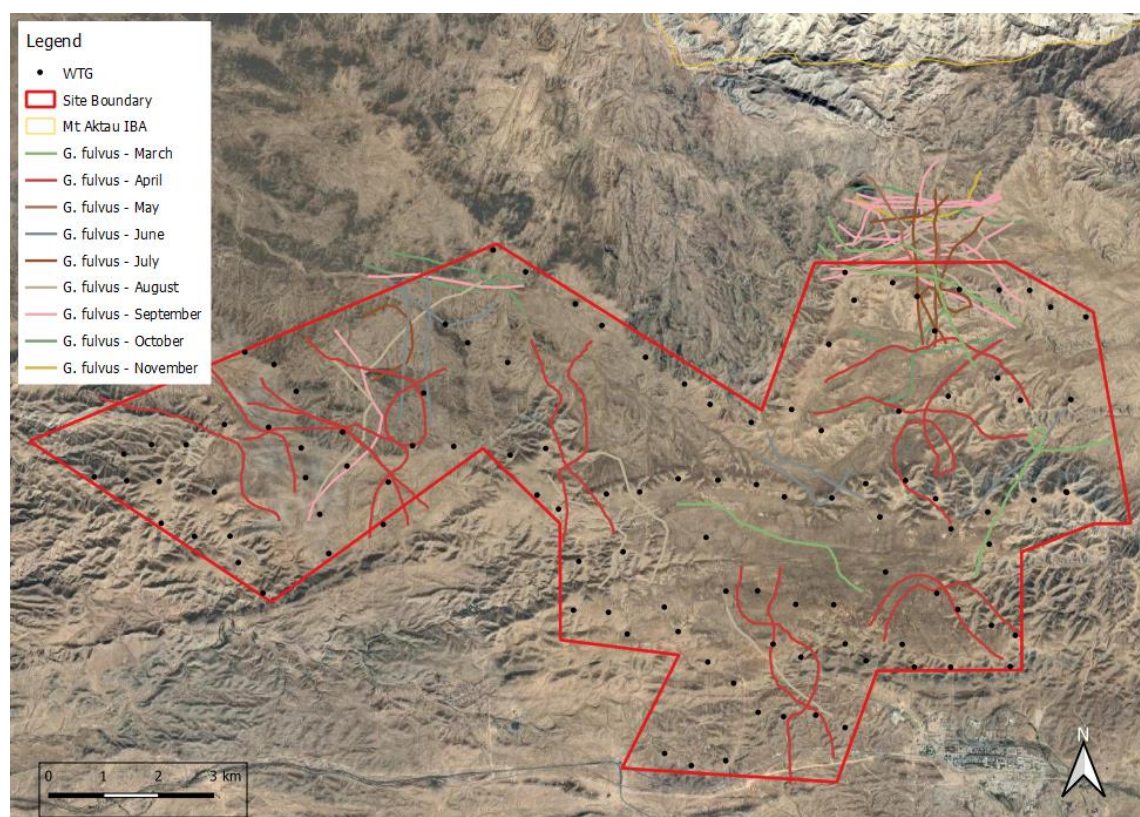 Legend
WTG
Site Boundary
Mt Aktau IBA
G. fulvus - March
G. fulvus - April
G. fulvus - May
G. fulvus - June
G. fulvus - July
G. fulvus - August
G. fulvus - September
G. fulvus - October
G. fulvus - November
N
0 1 2 3 km